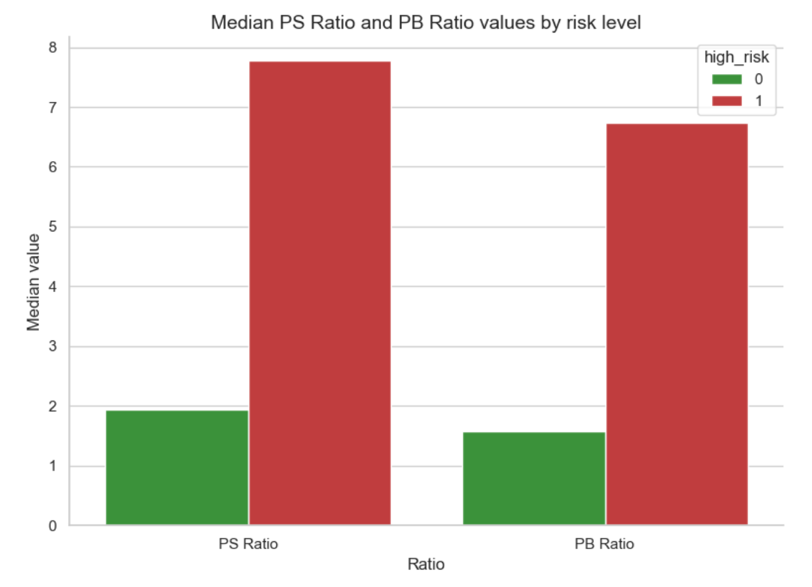 Median PS Ratio and PB Ratio values by risk level
high_risk
0
1
8
7
6
5
4
3
2
1
0
Median value
PS Ratio
PB Ratio
Ratio